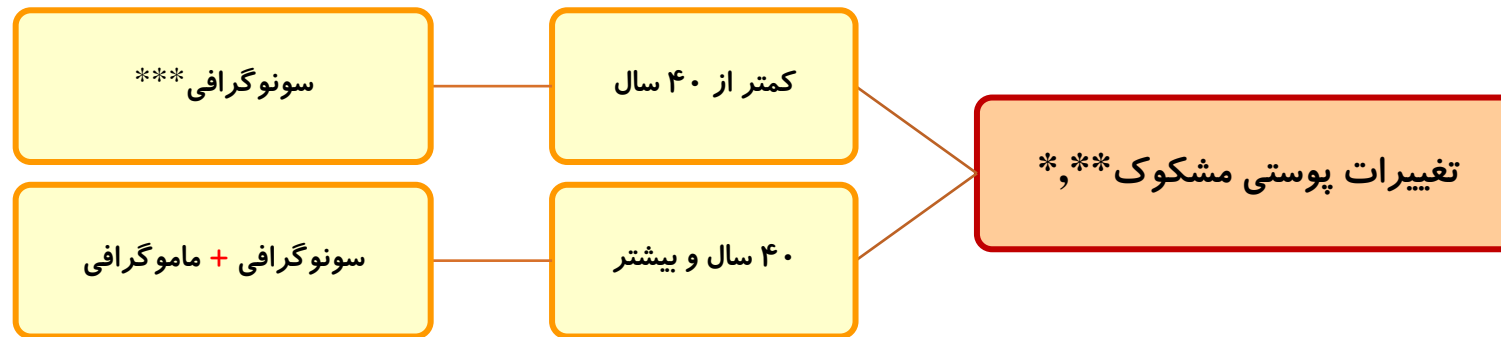 تغییرات پوستی مشکوک**,*
کمتر از ۴۰ سال
سونوگرافی***
۴۰ سال و بیشتر
سونوگرافی + ماموگرافی